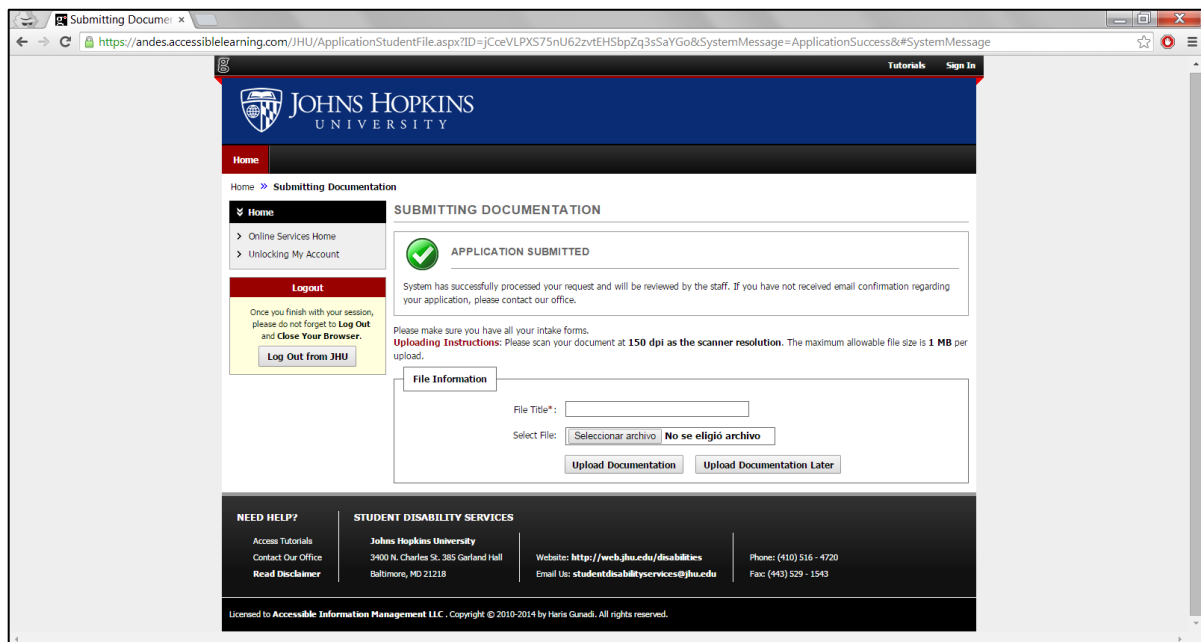 Submitting Documen
https://andes.accessiblelearning.com/JHU/ApplicationStudentFile.aspx?ID=jCceVLPXS75nU62zvtEHSbpZq3sSaYGo&SystemMessage=ApplicationSuccess&#SystemMessage
Tutorials Sign In
JOHNS HOPKINS
UNIVERSITY
Home
Home » Submitting Documentation
Home
Online Services Home
Unlocking My Account
Logout
Once you finish with your session,
please do not forget to Log Out
and Close Your Browser.
Log Out from JHU
SUBMITTING DOCUMENTATION
APPLICATION SUBMITTED
System has successfully processed your request and will be reviewed by the staff. If you have not received email confirmation regarding
your application, please contact our office.
Please make sure you have all your intake forms.
Uploading Instructions: Please scan your document at 150 dpi as the scanner resolution. The maximum allowable file size is 1 MB per
upload.
File Information
File Title*:
Select File: Seleccionar archivo No se eligió archivo
Upload Documentation Upload Documentation Later
NEED HELP?
Access Tutorials
Contact Our Office
Read Disclaimer
STUDENT DISABILITY SERVICES
Johns Hopkins University
3400 N. Charles St. 385 Garland Hall
Baltimore, MD 21218
Website: http://web.jhu.edu/disabilities
Email Us: studentdisabilityservices@jhu.edu
Phone: (410) 516 - 4720
Fax: (443) 529 - 1543
Licensed to Accessible Information Management LLC . Copyright © 2010-2014 by Haris Gunadi. All rights reserved.